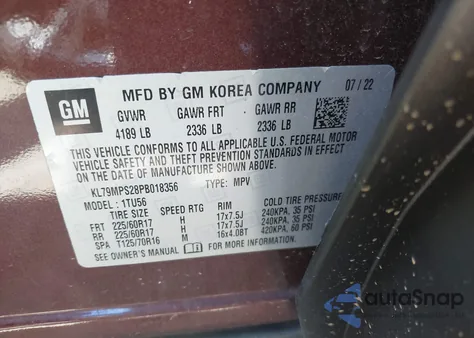 GM
MFD BY GM KOREA COMPANY 07 / 22
GVWR GAWR FRT GAWR RR
4189 LB 2336 LB 2336 LB
THIS VEHICLE CONFORMS TO ALL APPLICABLE U.S. FEDERAL MOTOR
VEHICLE SAFETY AND THEFT PREVENTION STANDARDS IN EFFECT ON
THE DATE OF MANUFACTURE SHOWN ABOVE.
KL79MPS28PB018356 TYPE: MPV
MODEL: 1TU56
TIRE SIZE SPEED RTG RIM COLD TIRE
FRT 225/60R17 H 17x7.5J 240KPA, 35 PSI
RR 225/60R17 H 17x7.5J 240KPA, 35 PSI
SPA T125/70R16 M 16x4.0BT 420KPA, 60 PSI
SEE OWNER'S MANUAL
autoSnap